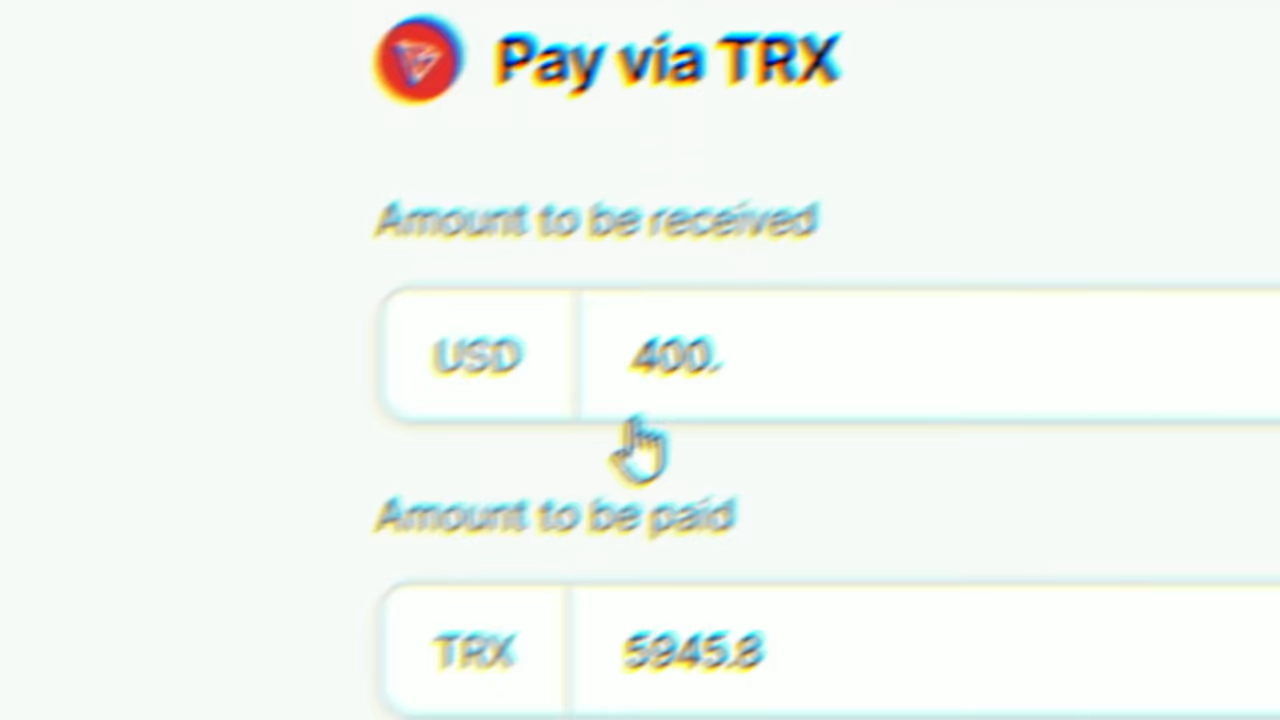 Pay via TRX
Amount to be received
USD 400.
Amount to be paid
TRX 5945.8